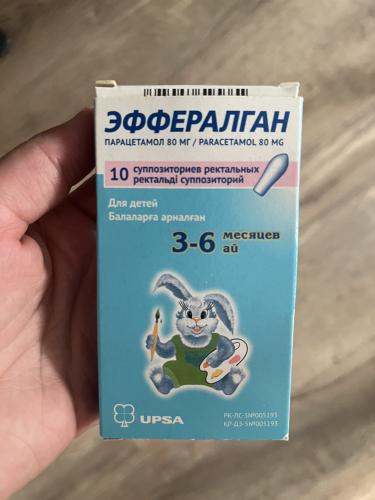 ЭФФЕРАЛГАН
ПАРАЦЕТАМОЛ 80 МГ / PARACETAMOL 80 MG
10 суппозиториев ректальных
ректальді суппозиторий
Для детей
Балаларға арналған
3-6 месяцев
ай
UPSA
РК-ЛС-5№005193
ҚР-ДЗ-5№005193